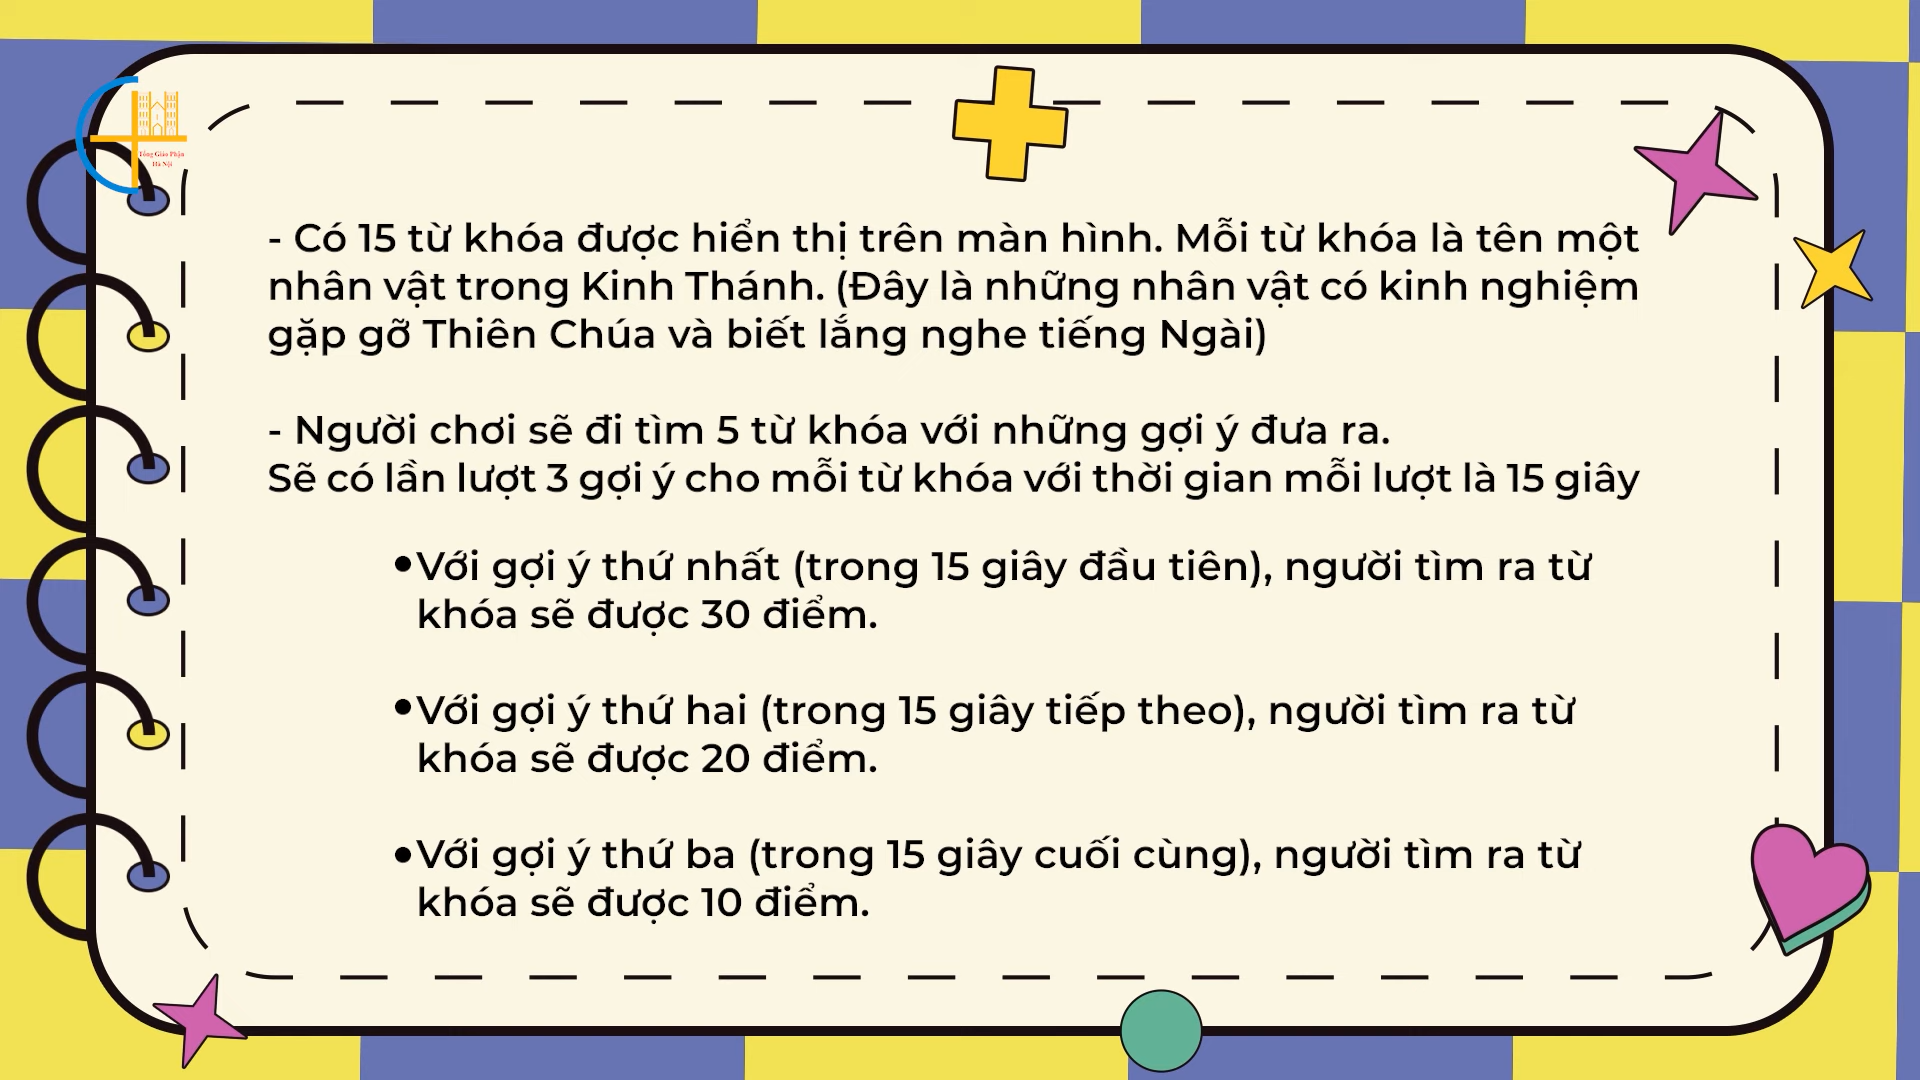 Tổng Giáo Phận
Hà Nội
- Có 15 từ khóa được hiển thị trên màn hình. Mỗi từ khóa là tên một
nhân vật trong Kinh Thánh. (Đây là những nhân vật có kinh nghiệm
gặp gỡ Thiên Chúa và biết lắng nghe tiếng Ngài)
- Người chơi sẽ đi tìm 5 từ khóa với những gợi ý đưa ra.
Sẽ có lần lượt 3 gợi ý cho mỗi từ khóa với thời gian mỗi lượt là 15 giây
•Với gợi ý thứ nhất (trong 15 giây đầu tiên), người tìm ra từ
khóa sẽ được 30 điểm.
•Với gợi ý thứ hai (trong 15 giây tiếp theo), người tìm ra từ
khóa sẽ được 20 điểm.
•Với gợi ý thứ ba (trong 15 giây cuối cùng), người tìm ra từ
khóa sẽ được 10 điểm.